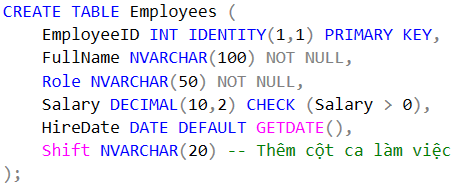 CREATE TABLE Employees (
    EmployeeID INT IDENTITY(1,1) PRIMARY KEY,
    FullName NVARCHAR(100) NOT NULL,
    Role NVARCHAR(50) NOT NULL,
    Salary DECIMAL(10,2) CHECK (Salary > 0),
    HireDate DATE DEFAULT GETDATE(),
    Shift NVARCHAR(20) -- Thêm cột ca làm việc
);